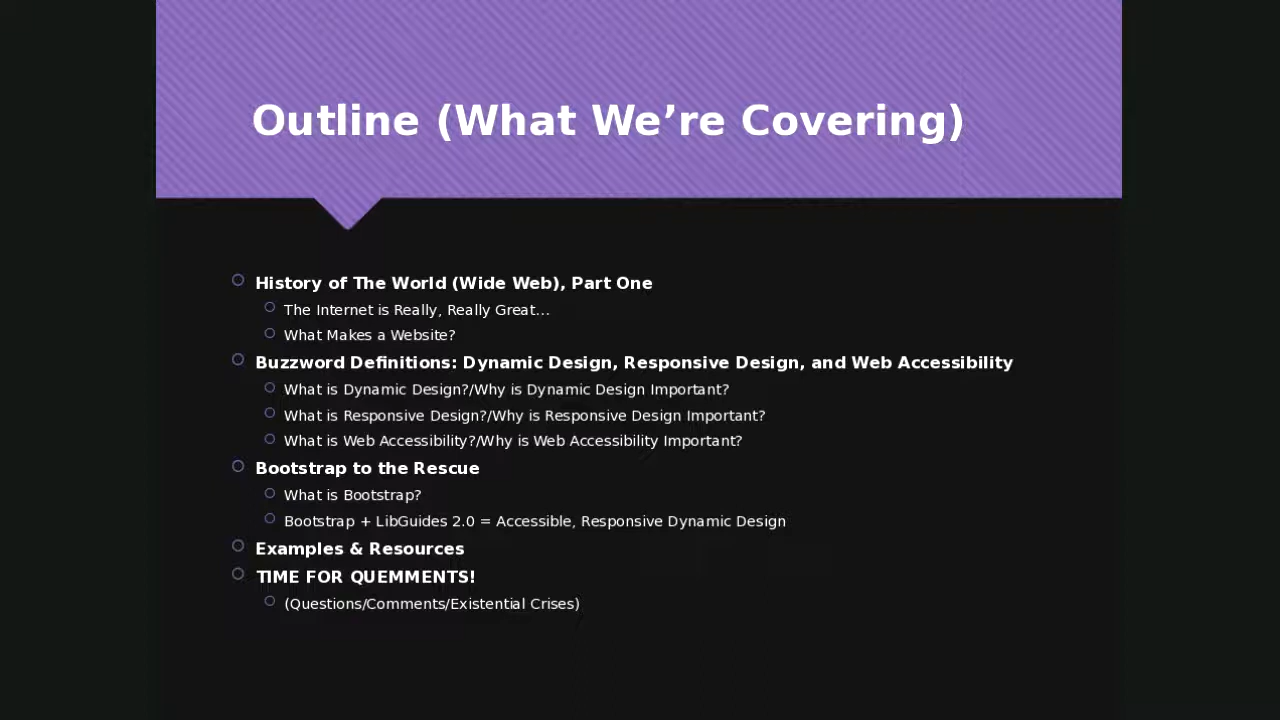 Outline (What We’re Covering)
History of The World (Wide Web), Part One
The Internet is Really, Really Great…
What Makes a Website?
Buzzword Definitions: Dynamic Design, Responsive Design, and Web Accessibility
What is Dynamic Design?/Why is Dynamic Design Important?
What is Responsive Design?/Why is Responsive Design Important?
What is Web Accessibility?/Why is Web Accessibility Important?
Bootstrap to the Rescue
What is Bootstrap?
Bootstrap + LibGuides 2.0 = Accessible, Responsive Dynamic Design
Examples & Resources
TIME FOR QUEMMENTS!
(Questions/Comments/Existential Crises)